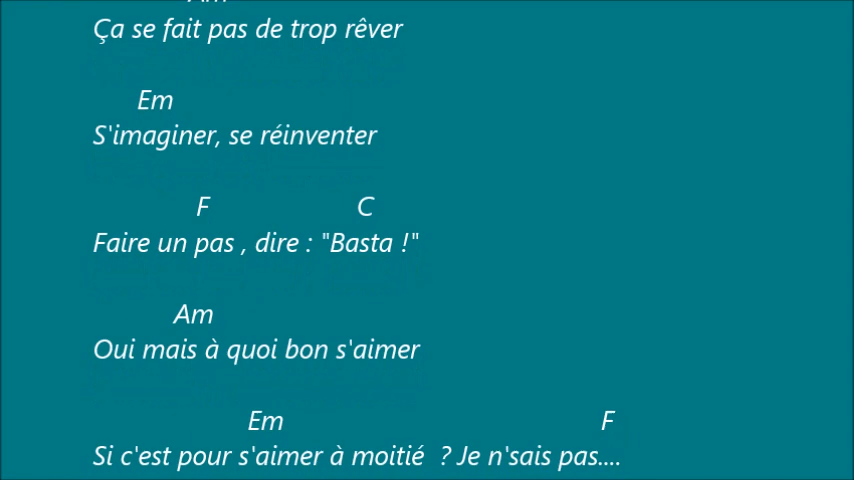 Am
Ça se fait pas de trop rêver
Em
S'imaginer, se réinventer
F C
Faire un pas , dire : "Basta !"
Am
Oui mais à quoi bon s'aimer
Em F
Si c'est pour s'aimer à moitié ? Je n'sais pas....